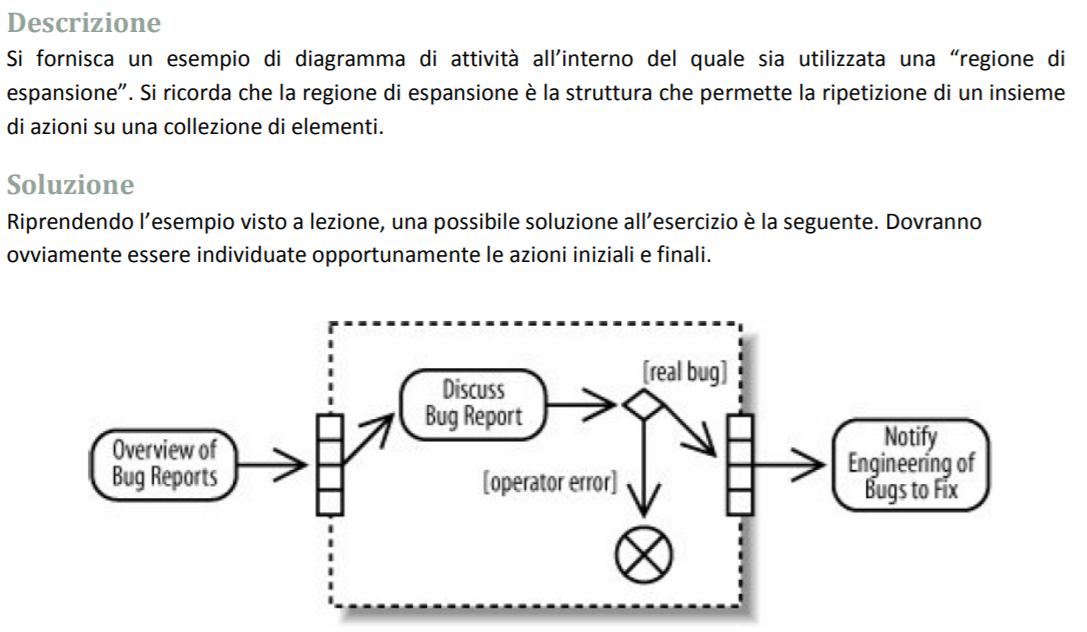 Descrizione
Si fornisca un esempio di diagramma di attività all’interno del quale sia utilizzata una “regione di
espansione”. Si ricorda che la regione di espansione è la struttura che permette la ripetizione di un insieme
di azioni su una collezione di elementi.
Soluzione
Riprendendo l’esempio visto a lezione, una possibile soluzione all’esercizio è la seguente. Dovranno
ovviamente essere individuate opportunamente le azioni iniziali e finali.
Overview of
Bug Reports
Discuss
Bug Report
[real bug]
[operator error]
Notify
Engineering of
Bugs to Fix